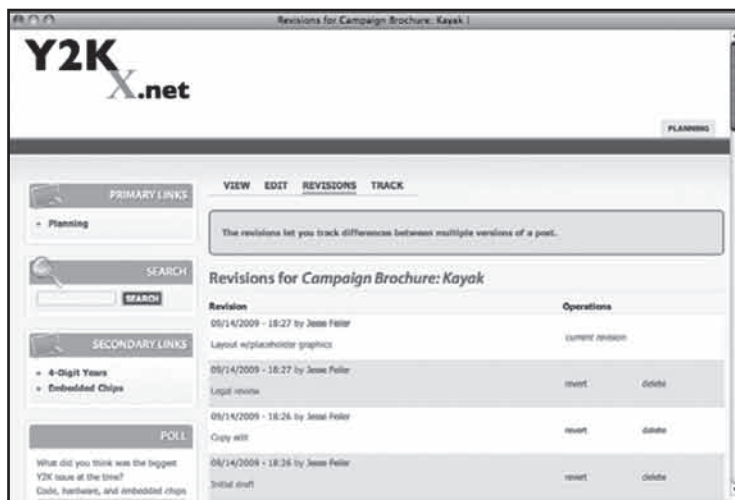 Revisions for Campaign Brochure: Kayak |
Y2K
X.net
PLANNING
PRIMARY LINKS
Planning
SEARCH
SEARCH
SECONDARY LINKS
4-Digit Years
Embedded Chips
POLL
What did you think was the biggest
Y2K issue at the time?
Code, hardware, and embedded chips
VIEW EDIT REVISIONS TRACK
The revisions let you track differences between multiple versions of a post.
Revisions for Campaign Brochure: Kayak
Revision Operations
09/14/2009 - 18:27 by Jesse Feiler
Layout w/placeholder graphics
current revision
09/14/2009 - 18:27 by Jesse Feiler
Legal review
revert delete
09/14/2009 - 18:26 by Jesse Feiler
Copy edit
revert delete
09/14/2009 - 18:26 by Jesse Feiler
Initial draft
revert delete